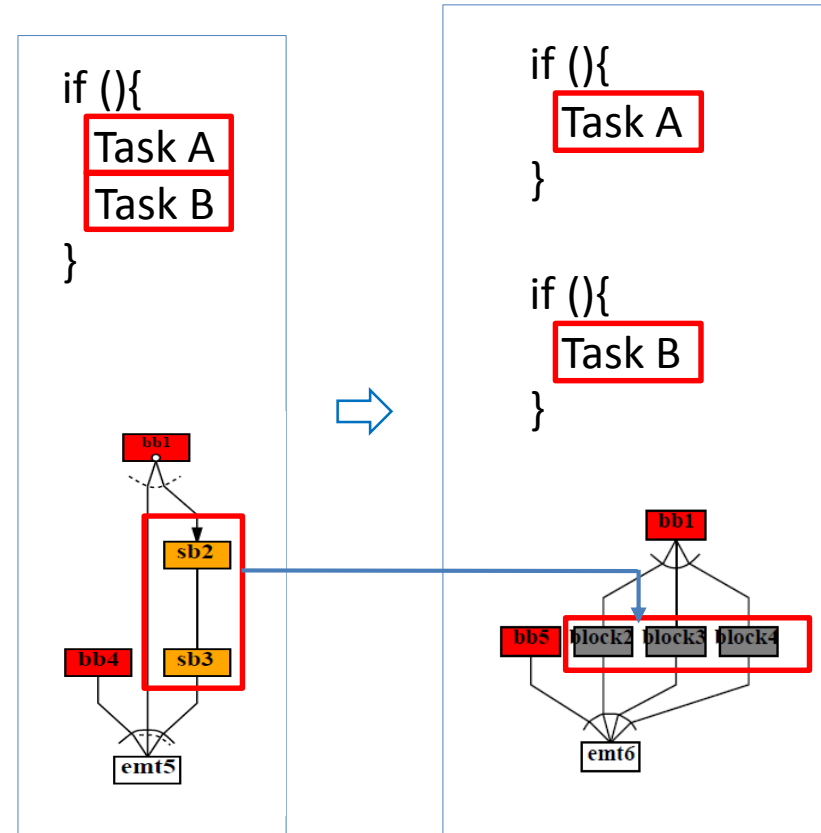 if (){
Task A
Task B
}
bb1
sb2
bb4
sb3
emt5
if (){
Task A
}
if (){
Task B
}
bb1
bb5
block2
block3
block4
emt6